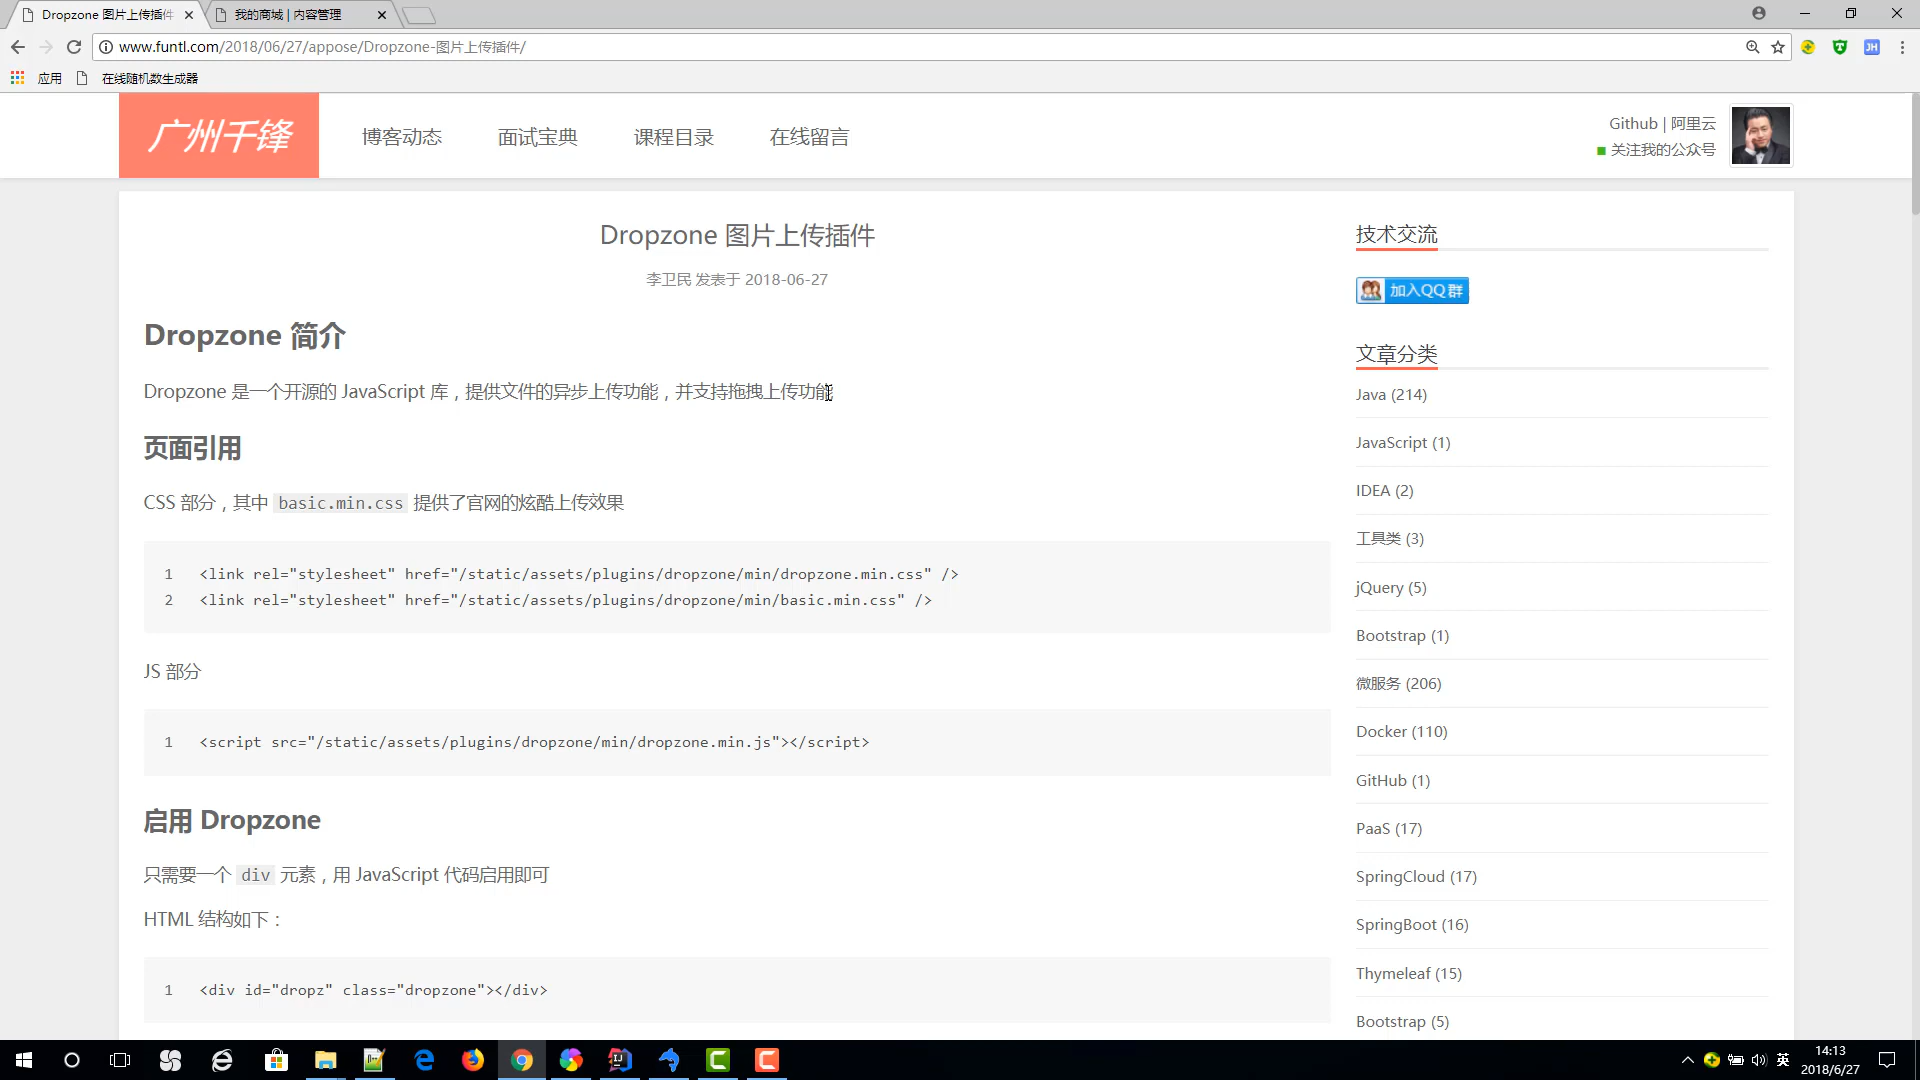 Dropzone 图片上传插件
我的商城 | 内容管理
www.funtl.com/2018/06/27/appose/Dropzone-图片上传插件/
应用
在线随机数生成器
广州千锋
博客动态
面试宝典
课程目录
在线留言
Github | 阿里云
关注我的公众号
Dropzone 图片上传插件
李卫民 发表于 2018-06-27
Dropzone 简介
Dropzone 是一个开源的 JavaScript 库，提供文件的异步上传功能，并支持拖拽上传功能
页面引用
CSS 部分，其中 basic.min.css 提供了官网的炫酷上传效果
1 <link rel="stylesheet" href="/static/assets/plugins/dropzone/min/dropzone.min.css" />
2 <link rel="stylesheet" href="/static/assets/plugins/dropzone/min/basic.min.css" />
JS 部分
1 <script src="/static/assets/plugins/dropzone/min/dropzone.min.js"></script>
启用 Dropzone
只需要一个 div 元素，用 JavaScript 代码启用即可
HTML 结构如下：
1 <div id="dropz" class="dropzone"></div>
技术交流
加入QQ群
文章分类
Java (214)
JavaScript (1)
IDEA (2)
工具类 (3)
jQuery (5)
Bootstrap (1)
微服务 (206)
Docker (110)
GitHub (1)
PaaS (17)
SpringCloud (17)
SpringBoot (16)
Thymeleaf (15)
Bootstrap (5)
英
14:13
2018/6/27